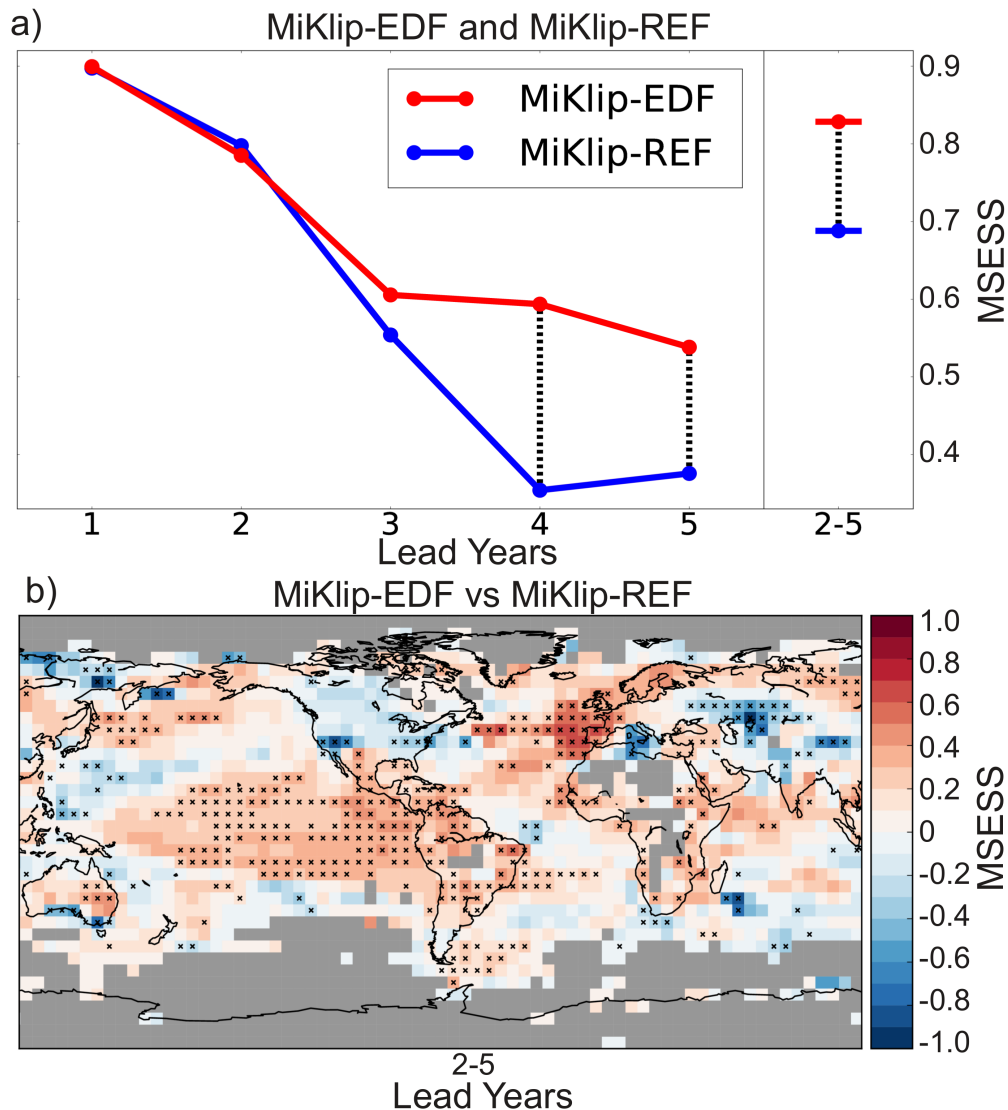 a) MiKlip-EDF and MiKlip-REF
MiKlip-EDF
MiKlip-REF
0.9
0.8
0.7
0.6
0.5
0.4
MSESS
1 2 3 4 5 2-5
Lead Years
b) MiKlip-EDF vs MiKlip-REF
1.0
0.8
0.6
0.4
0.2
0
-0.2
-0.4
-0.6
-0.8
-1.0
MSESS
2-5
Lead Years